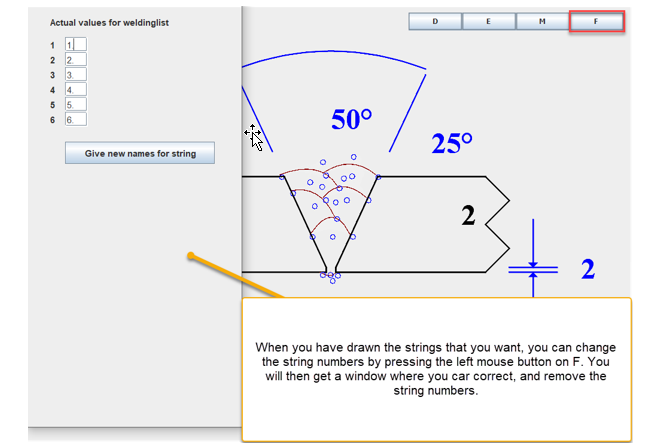 Actual values for weldinglist
1 1.
2 2.
3 3.
4 4.
5 5.
6 6.
Give new names for string
D E M F
50°
25°
2
2
When you have drawn the strings that you want, you can change
the string numbers by pressing the left mouse button on F. You
will then get a window where you car correct, and remove the
string numbers.